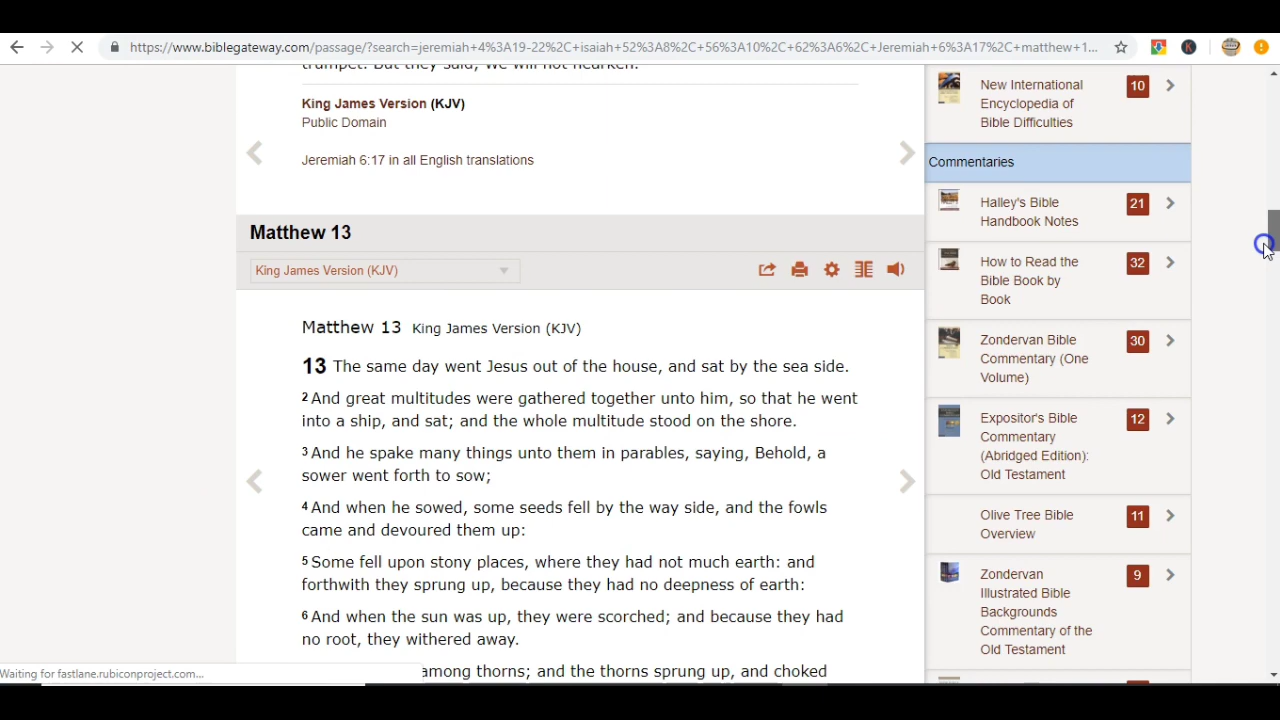 https://www.biblegateway.com/passage/?search=jeremiah+4%3A19-22%2C+isaiah+52%3A8%2C+56%3A10%2C+62%3A6%2C+Jeremiah+6%3A17%2C+matthew+1...
trumpet. But they said, We will not hearken.
King James Version (KJV)
Public Domain
Jeremiah 6:17 in all English translations
Matthew 13
King James Version (KJV)
Matthew 13 King James Version (KJV)
13 The same day went Jesus out of the house, and sat by the sea side.
2 And great multitudes were gathered together unto him, so that he went
into a ship, and sat; and the whole multitude stood on the shore.
3 And he spake many things unto them in parables, saying, Behold, a
sower went forth to sow;
4 And when he sowed, some seeds fell by the way side, and the fowls
came and devoured them up:
5 Some fell upon stony places, where they had not much earth: and
forthwith they sprung up, because they had no deepness of earth:
6 And when the sun was up, they were scorched; and because they had
no root, they withered away.
among thorns; and the thorns sprung up, and choked
Waiting for fastlane.rubiconproject.com...
New International
Encyclopedia of
Bible Difficulties
10
Commentaries
Halley's Bible
Handbook Notes
21
How to Read the
Bible Book by
Book
32
Zondervan Bible
Commentary (One
Volume)
30
Expositor's Bible
Commentary
(Abridged Edition):
Old Testament
12
Olive Tree Bible
Overview
11
Zondervan
Illustrated Bible
Backgrounds
Commentary of the
Old Testament
9